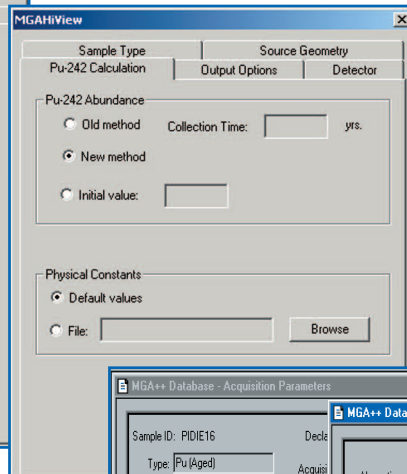 MGAHiView
Sample Type Source Geometry
Pu-242 Calculation Output Options Detector
Pu-242 Abundance
Old method Collection Time: yrs.
New method
Initial value:
Physical Constants
Default values
File: Browse
MGA++ Database - Acquisition Parameters
MGA++ Data
Sample ID: PIDIE16 Decla
Type: Pu (Aged) Acquisi